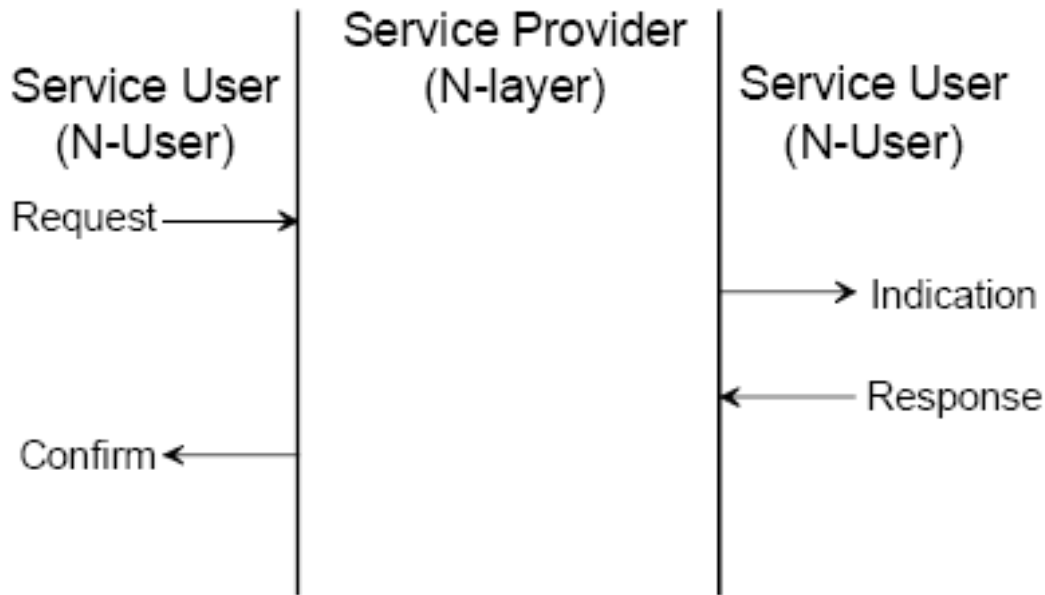 Service Provider
(N-layer)
Service User
(N-User)
Service User
(N-User)
Request
Indication
Response
Confirm